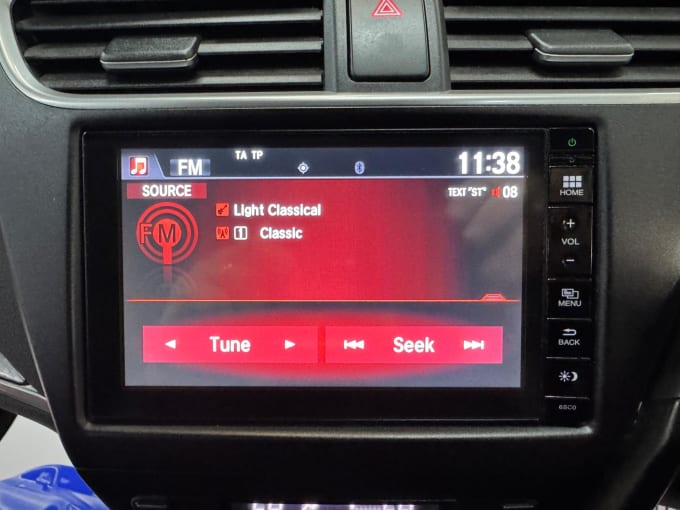 TA TP
FM
11:38
SOURCE
TEXT "ST" 08
FM
Light Classical
1 Classic
Tune
Seek
HOME
+
VOL
-
MENU
BACK
6SC0